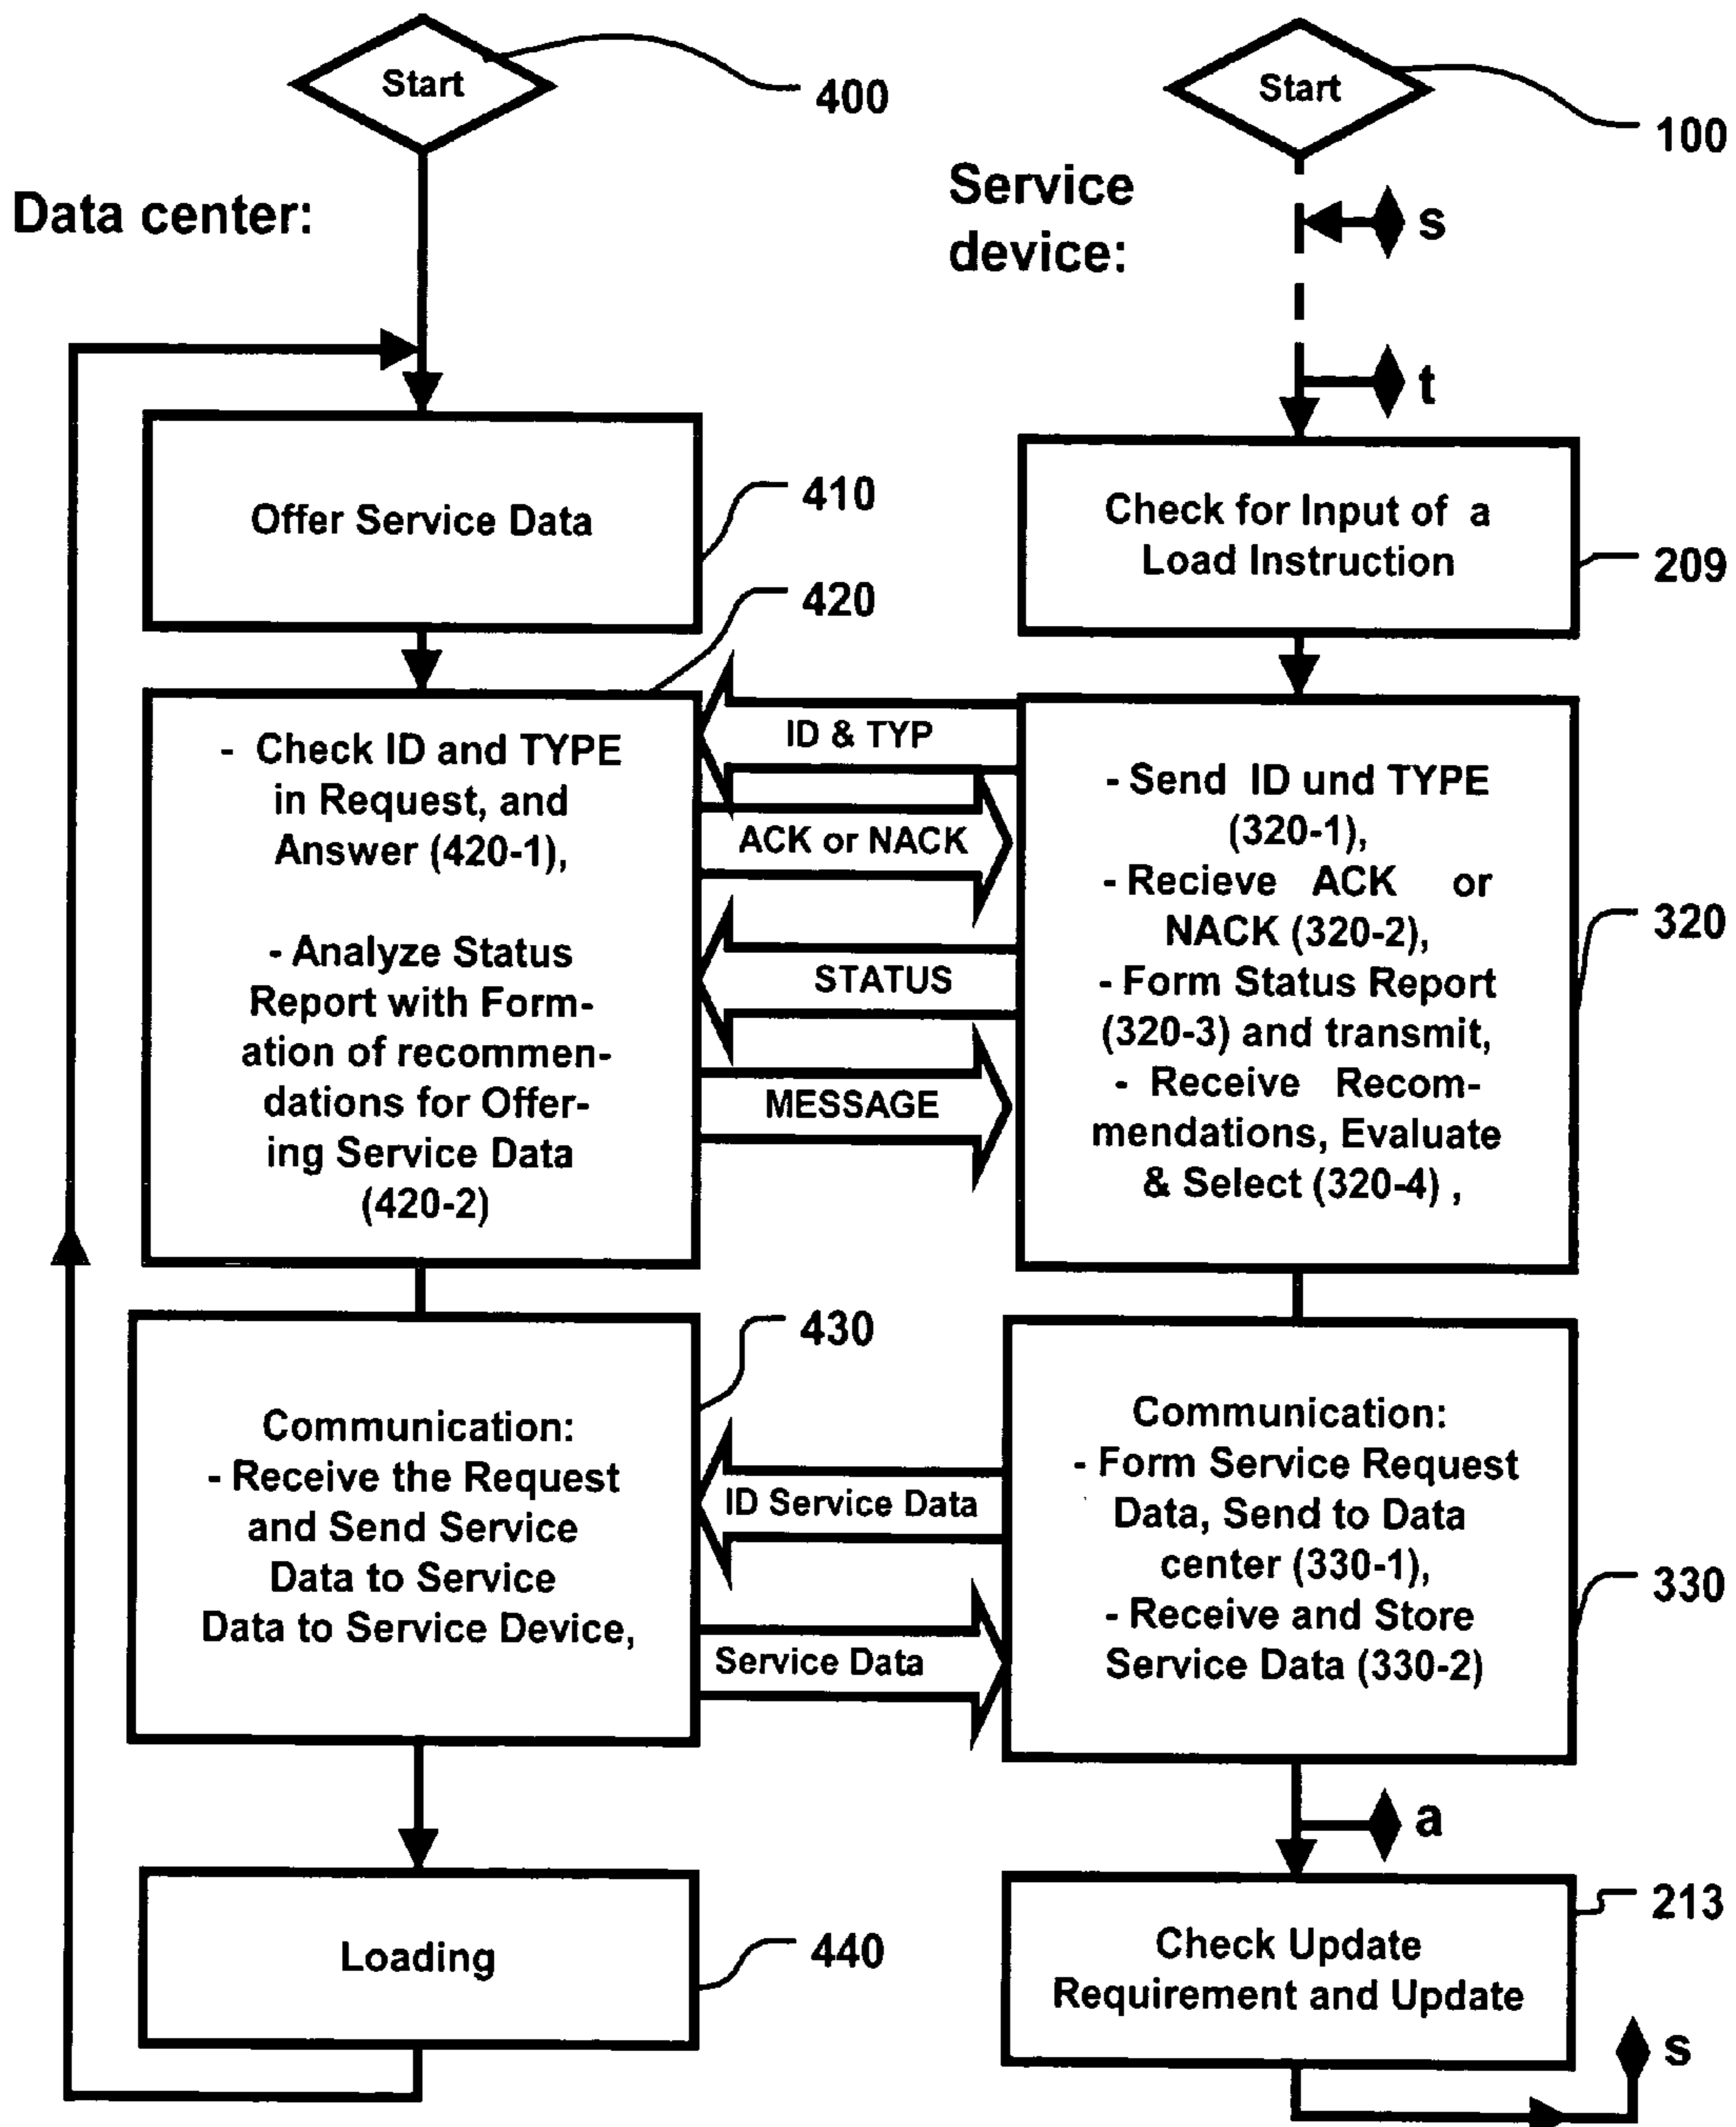 Start
400
Start
100
Data center:
Service
device:
s
t
Offer Service Data
410
Check for Input of a
Load Instruction
209
420
- Check ID and TYPE
in Request, and
Answer (420-1),
- Analyze Status
Report with Form-
ation of recommen-
dations for Offer-
ing Service Data
(420-2)
ID & TYP
ACK or NACK
STATUS
MESSAGE
- Send ID und TYPE
(320-1),
- Recieve ACK or
NACK (320-2),
- Form Status Report
(320-3) and transmit,
- Receive Recom-
mendations, Evaluate
& Select (320-4) ,
320
430
Communication:
- Receive the Request
and Send Service
Data to Service
Data to Service Device,
ID Service Data
Service Data
Communication:
- Form Service Request
Data, Send to Data
center (330-1),
- Receive and Store
Service Data (330-2)
330
a
Loading
440
Check Update
Requirement and Update
213
s